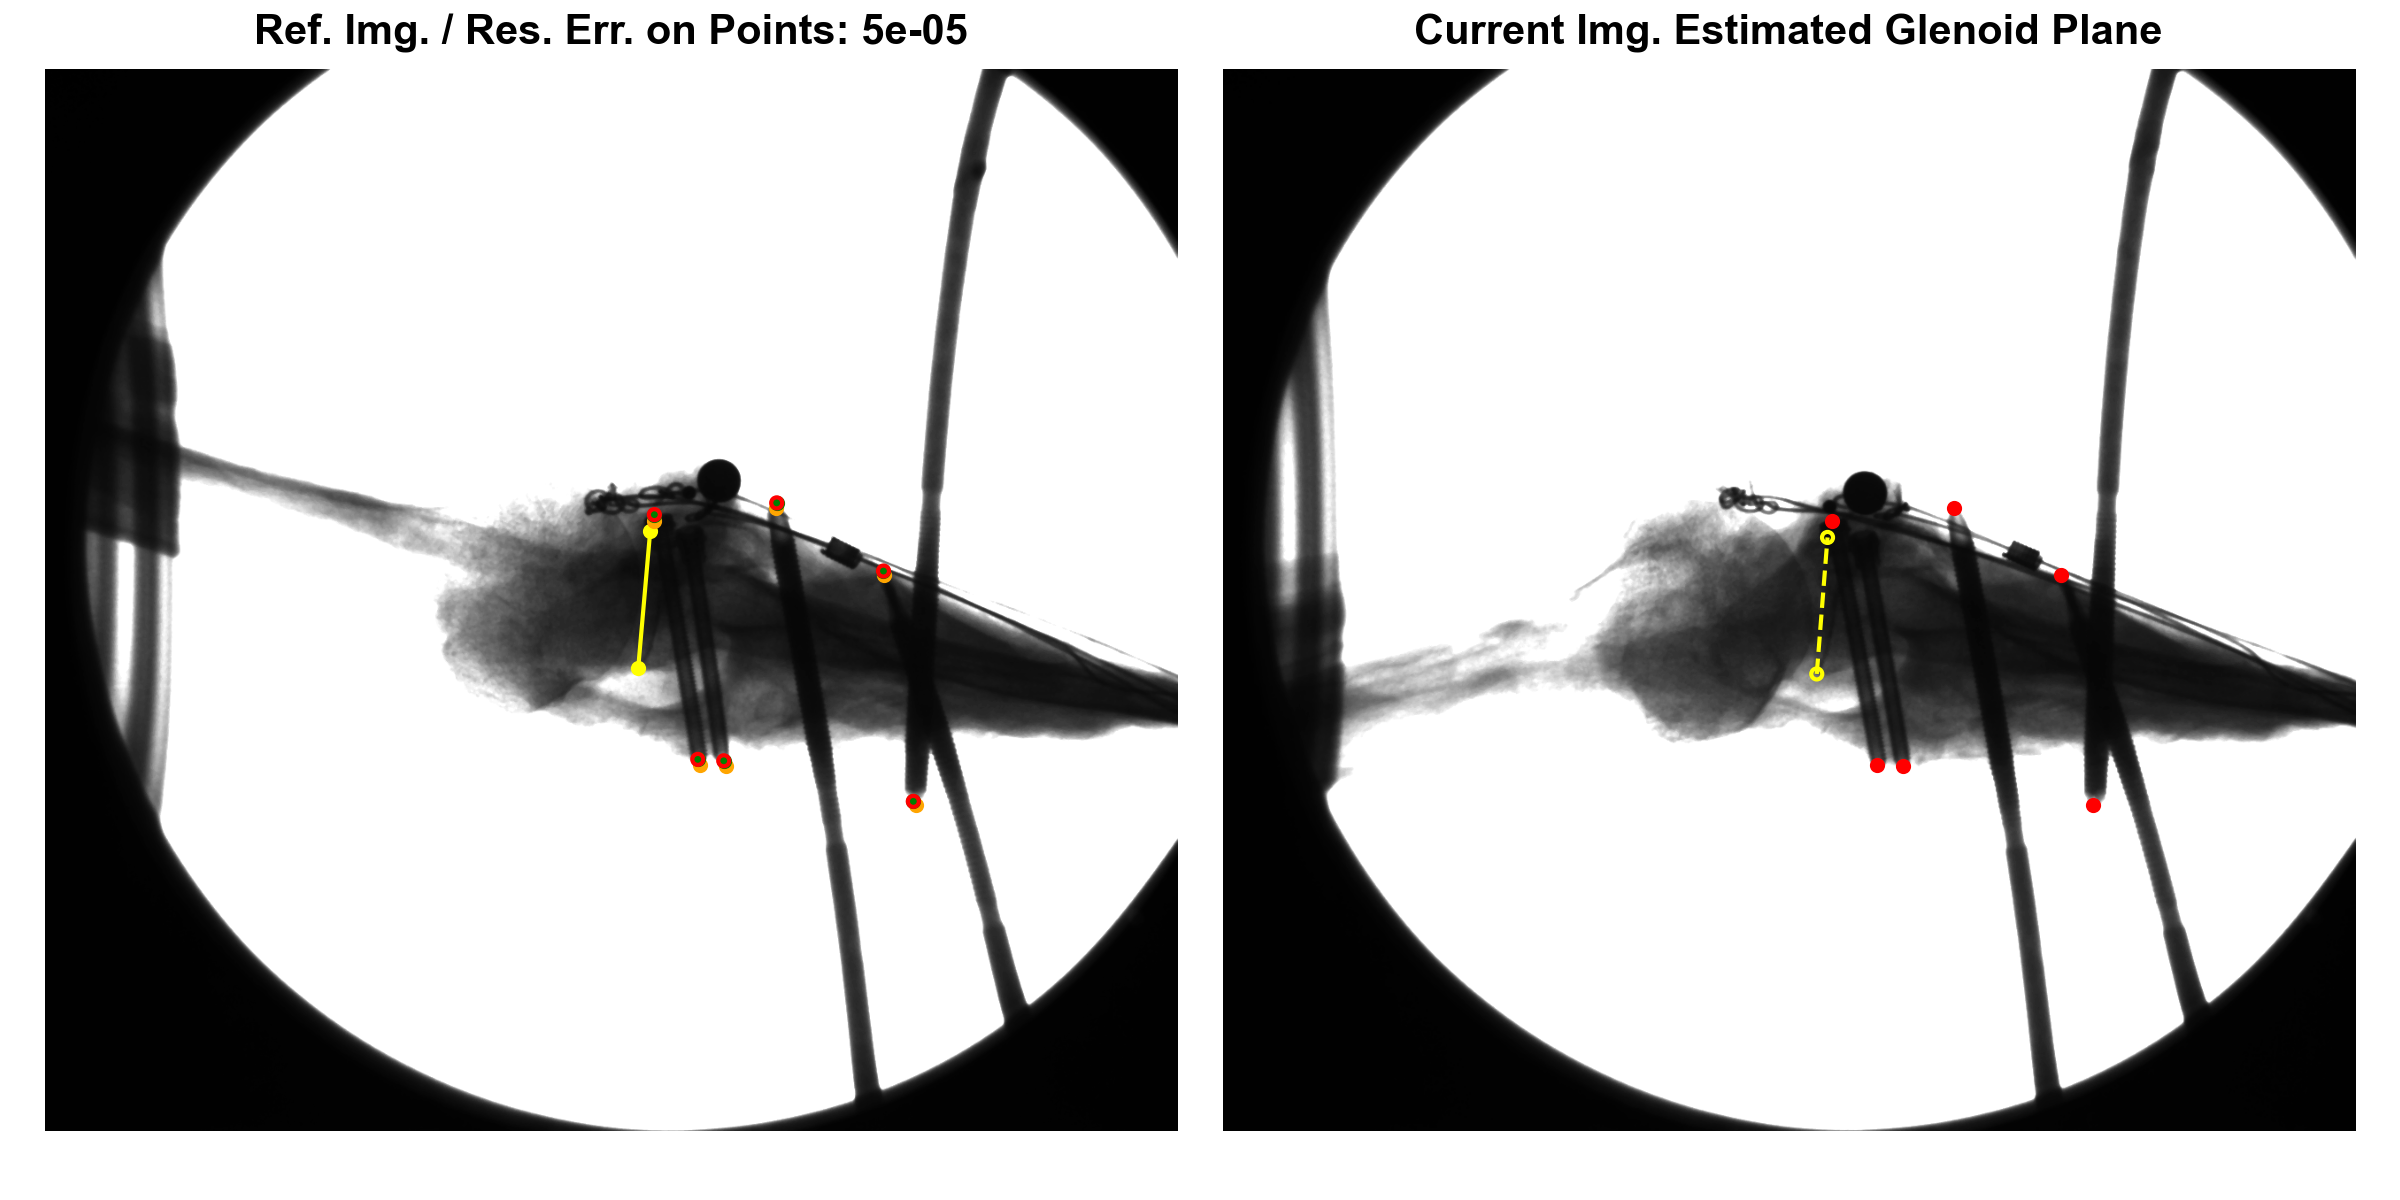 Ref. Img. / Res. Err. on Points: 5e-05
Current Img. Estimated Glenoid Plane